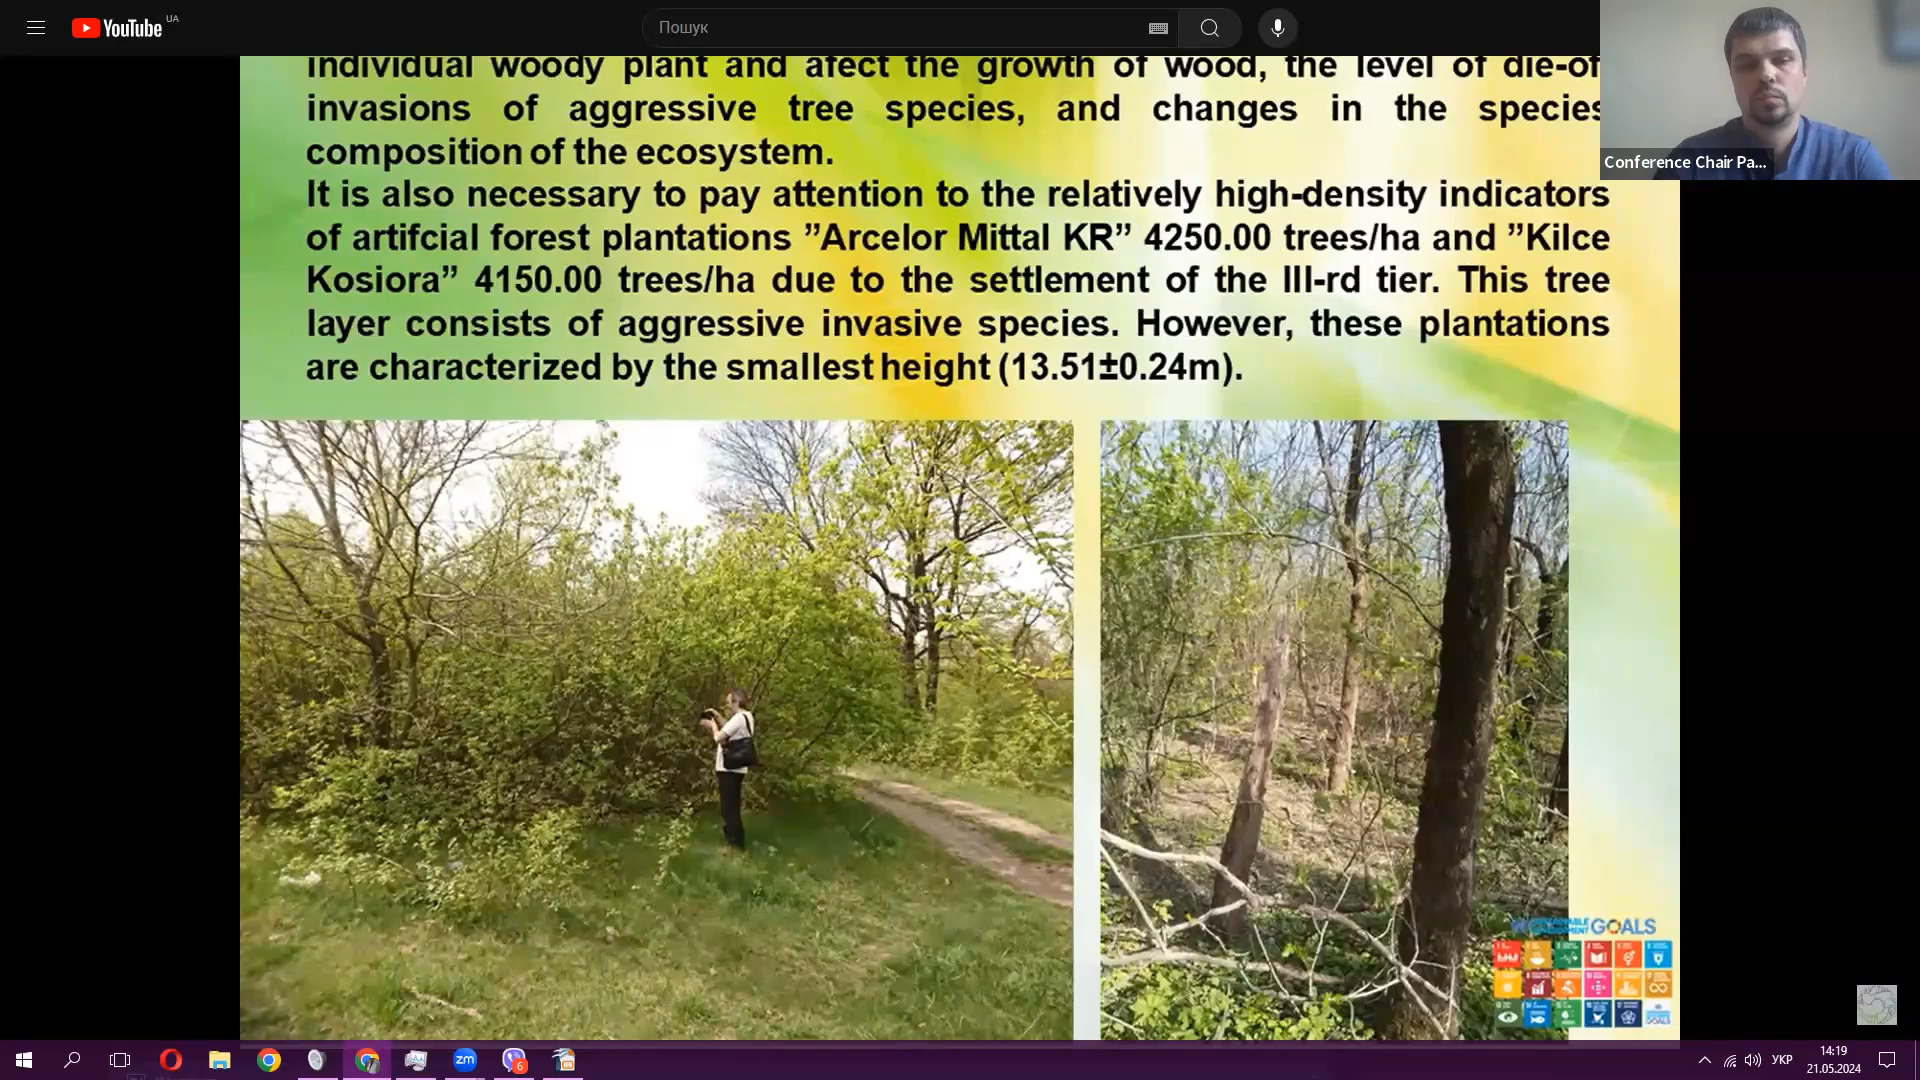 YouTube UA
Пошук
individual woody plant and afect the growth of wood, the level of die-of
invasions of aggressive tree species, and changes in the species
composition of the ecosystem.
It is also necessary to pay attention to the relatively high-density indicators
of artifcial forest plantations ”Arcelor Mittal KR” 4250.00 trees/ha and ”Kilce
Kosiora” 4150.00 trees/ha due to the settlement of the III-rd tier. This tree
layer consists of aggressive invasive species. However, these plantations
are characterized by the smallest height (13.51±0.24m).
Conference Chair Pa...
GOALS
zm
6
УКР
14:19
21.05.2024